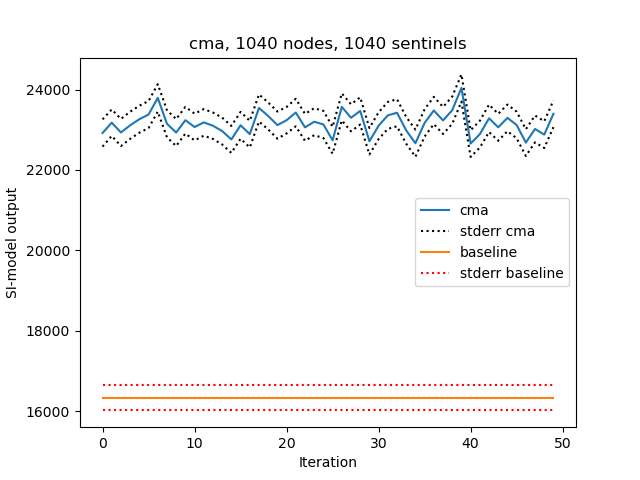 cma, 1040 nodes, 1040 sentinels
SI-model output
24000
22000
20000
18000
16000
cma
stderr cma
baseline
stderr baseline
0 10 20 30 40 50
Iteration